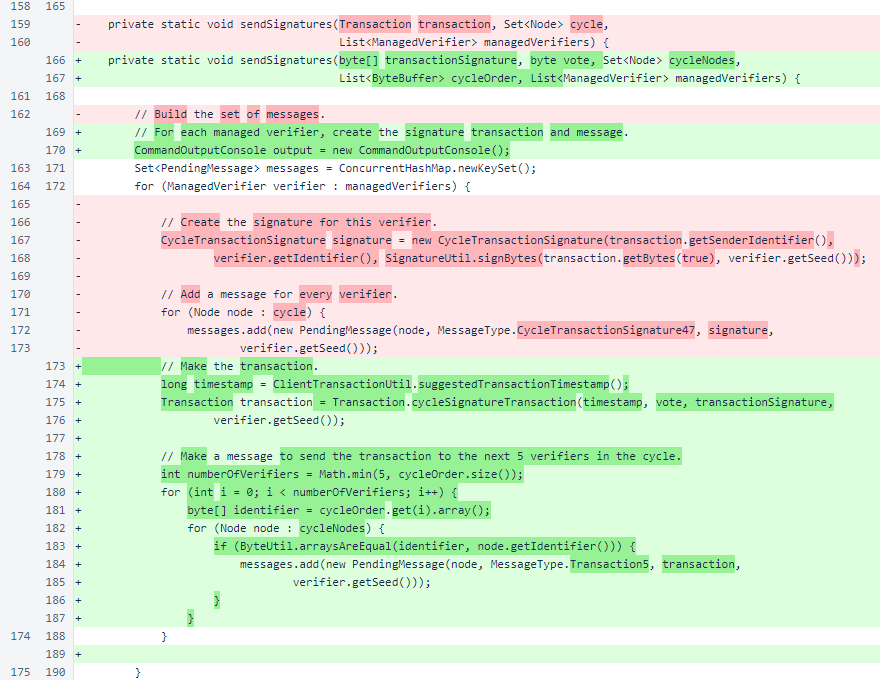 158 165
159 - private static void sendSignatures(Transaction transaction, Set<Node> cycle,
160 - List<ManagedVerifier> managedVerifiers) {
166 + private static void sendSignatures(byte[] transactionSignature, byte vote, Set<Node> cycleNodes,
167 + List<ByteBuffer> cycleOrder, List<ManagedVerifier> managedVerifiers) {
161 168
162 - // Build the set of messages.
169 + // For each managed verifier, create the signature transaction and message.
170 + CommandOutputConsole output = new CommandOutputConsole();
163 171 Set<PendingMessage> messages = ConcurrentHashMap.newKeySet();
164 172 for (ManagedVerifier verifier : managedVerifiers) {
165 -
166 - // Create the signature for this verifier.
167 - CycleTransactionSignature signature = new CycleTransactionSignature(transaction.getSenderIdentifier(),
168 - verifier.getIdentifier(), SignatureUtil.signBytes(transaction.getBytes(true), verifier.getSeed()));
169 -
170 - // Add a message for every verifier.
171 - for (Node node : cycle) {
172 - messages.add(new PendingMessage(node, MessageType.CycleTransactionSignature47, signature,
173 - verifier.getSeed()));
173 + // Make the transaction.
174 + long timestamp = ClientTransactionUtil.suggestedTransactionTimestamp();
175 + Transaction transaction = Transaction.cycleSignatureTransaction(timestamp, vote, transactionSignature,
176 + verifier.getSeed());
177 +
178 + // Make a message to send the transaction to the next 5 verifiers in the cycle.
179 + int numberOfVerifiers = Math.min(5, cycleOrder.size());
180 + for (int i = 0; i < numberOfVerifiers; i++) {
181 + byte[] identifier = cycleOrder.get(i).array();
182 + for (Node node : cycleNodes) {
183 + if (ByteUtil.arraysAreEqual(identifier, node.getIdentifier())) {
184 + messages.add(new PendingMessage(node, MessageType.Transaction5, transaction,
185 + verifier.getSeed()));
186 + }
187 + }
174 188 }
189 +
175 190 }